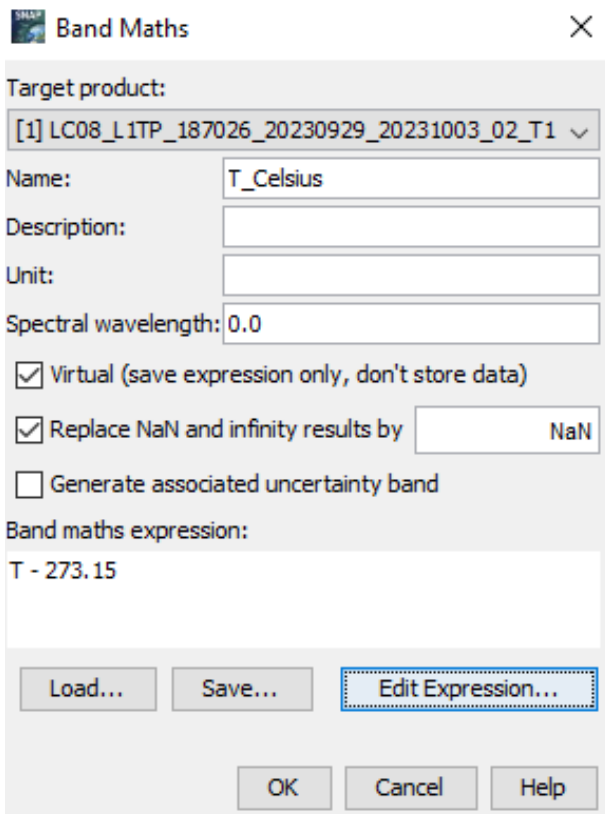 SNAP
Band Maths
Target product:
[1] LC08_L1TP_187026_20230929_20231003_02_T1
Name: T_Celsius
Description:
Unit:
Spectral wavelength: 0.0
Virtual (save expression only, don't store data)
Replace NaN and infinity results by NaN
Generate associated uncertainty band
Band maths expression:
T - 273.15
Load... Save... Edit Expression...
OK Cancel Help